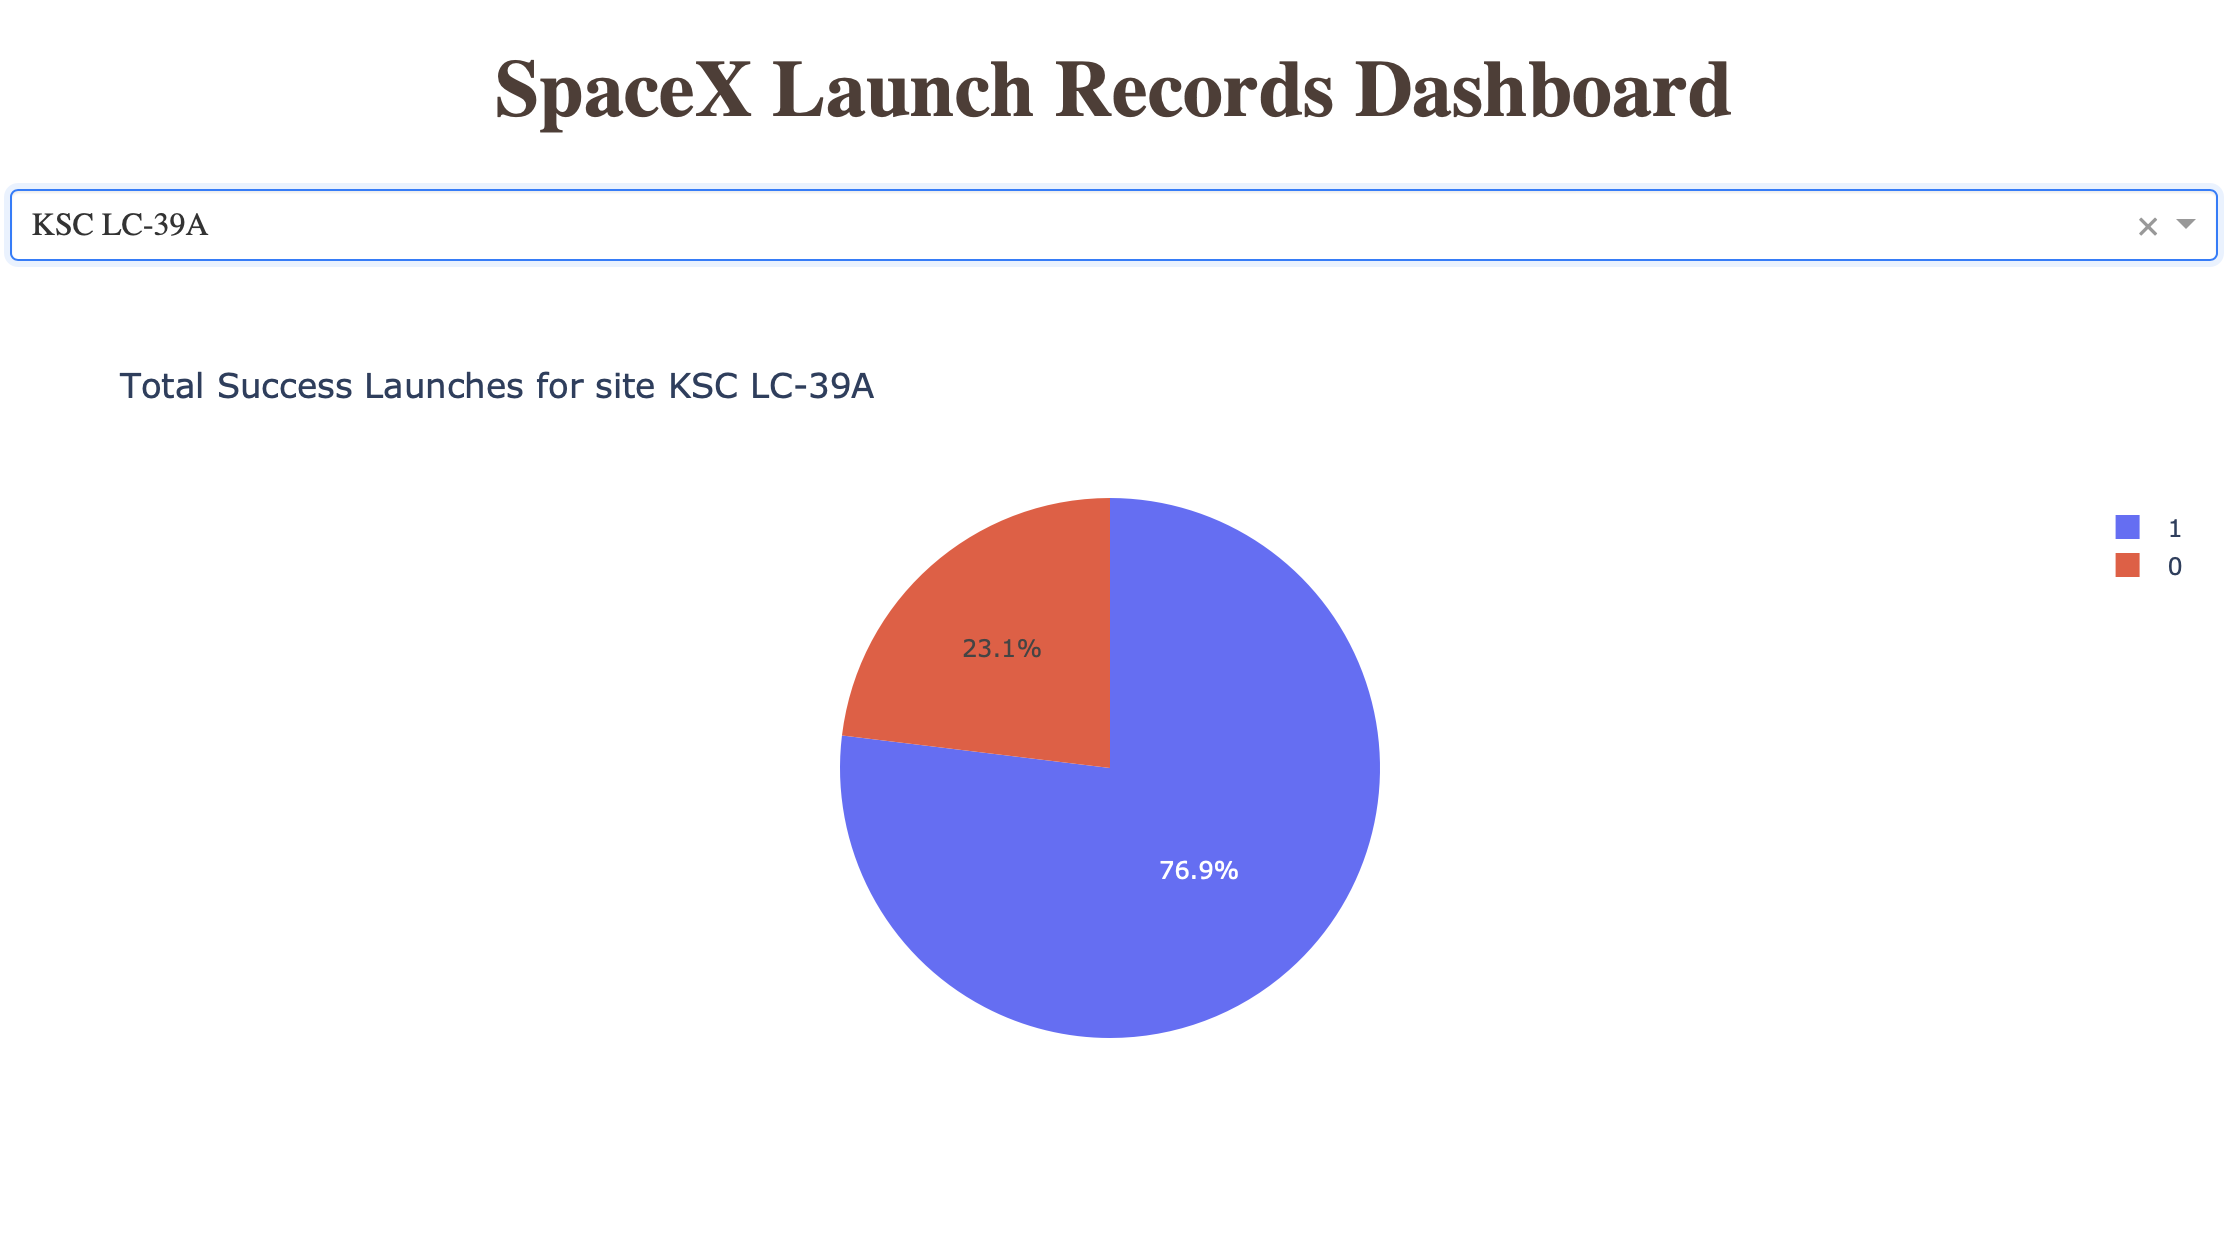 SpaceX Launch Records Dashboard
KSC LC-39A
Total Success Launches for site KSC LC-39A
1
0
23.1%
76.9%